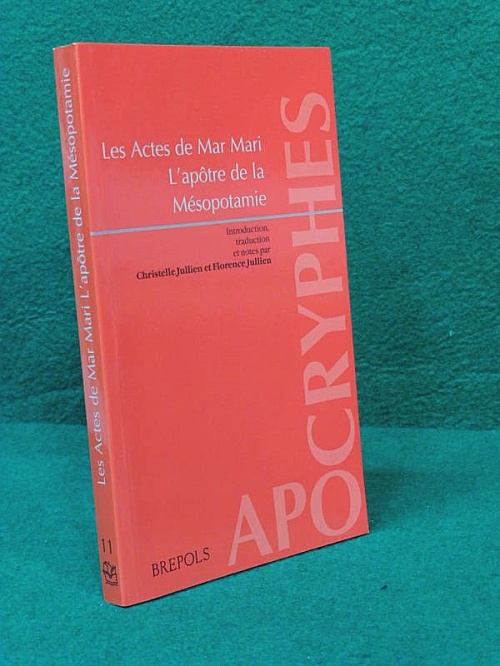 Les Actes de Mar Mari L'apôtre de la Mésopotamie
11
Les Actes de Mar Mari
L'apôtre de la
Mésopotamie
Introduction,
traduction
et notes par
Christelle Jullien et Florence Jullien
APOCRYPHES
BREPOLS